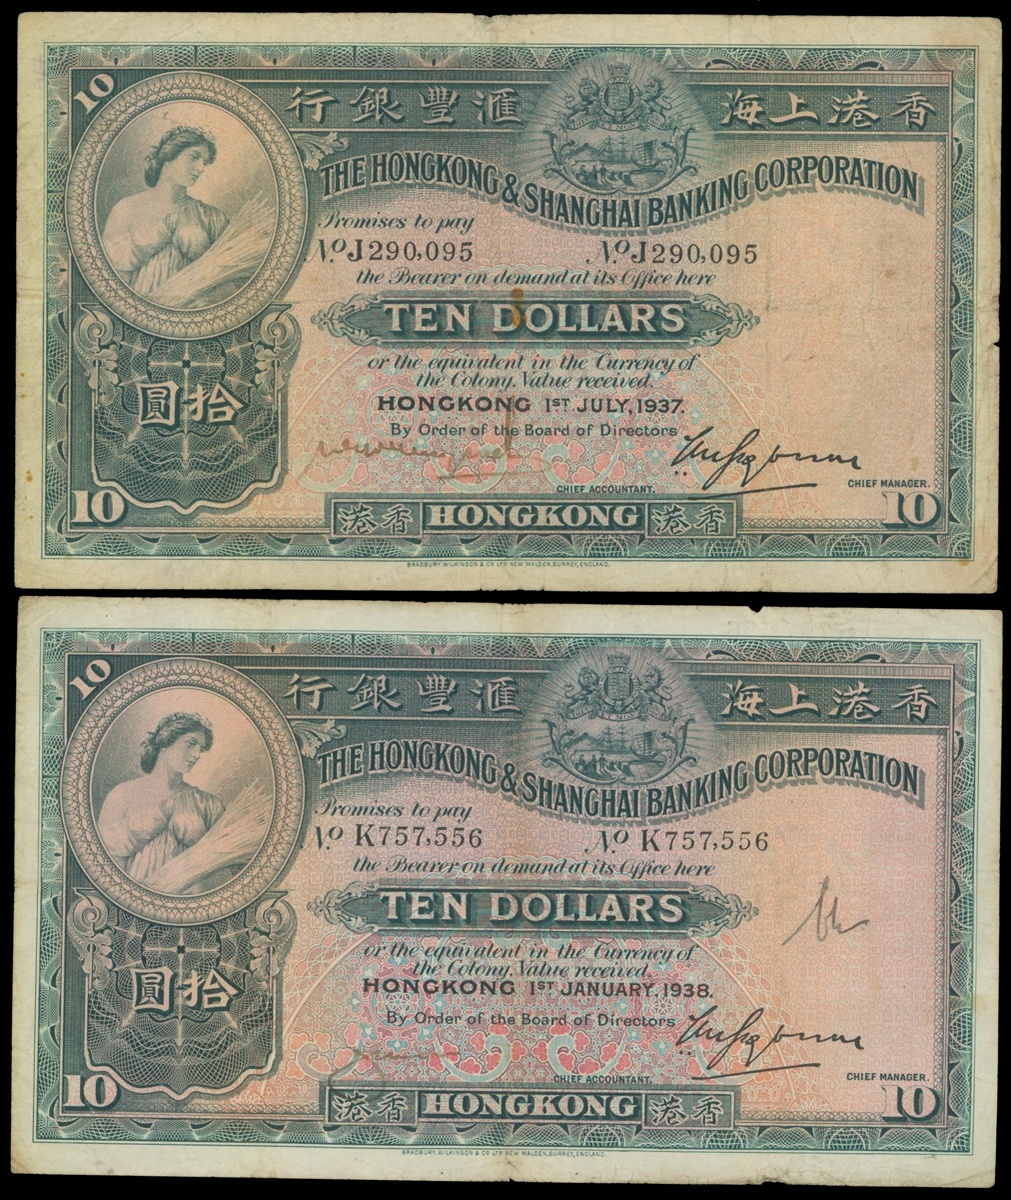 10
行銀豐滙 海上港香
THE HONGKONG & SHANGHAI BANKING CORPORATION
Promises to pay
No. J290,095 No. J290,095
the Bearer on demand at its Office here
TEN DOLLARS
or the equivalent in the Currency of
the Colony. Value received.
圓拾
HONGKONG 1ST JULY, 1937.
By Order of the Board of Directors
CHIEF ACCOUNTANT. CHIEF MANAGER.
10 港香 HONGKONG 港香 10
BRADBURY, WILKINSON & CO LTD NEW MALDEN, SURREY, ENGLAND.
10
行銀豐滙 海上港香
THE HONGKONG & SHANGHAI BANKING CORPORATION
Promises to pay
No. K757,556 No. K757,556
the Bearer on demand at its Office here
TEN DOLLARS
or the equivalent in the Currency of
the Colony. Value received.
圓拾
HONGKONG 1ST JANUARY, 1938.
By Order of the Board of Directors
CHIEF ACCOUNTANT. CHIEF MANAGER.
10 港香 HONGKONG 港香 10
BRADBURY, WILKINSON & CO LTD NEW MALDEN, SURREY, ENGLAND.